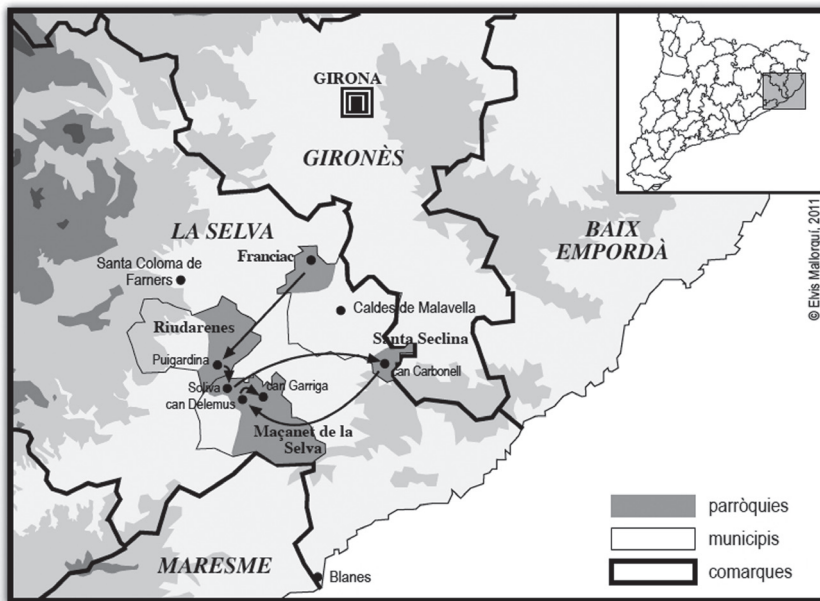 GIRONA
GIRONÈS
LA SELVA
BAIX
EMPORDÀ
Franciac
Santa Coloma de
Farners
Caldes de Malavella
Riudarenes
Santa Seclina
Puigardina
can Carbonell
Soliva
can Garriga
can Delemus
Maçanet de la
Selva
MARESME
Blanes
parròquies
municipis
comarques
© Elvis Mallorquí, 2011